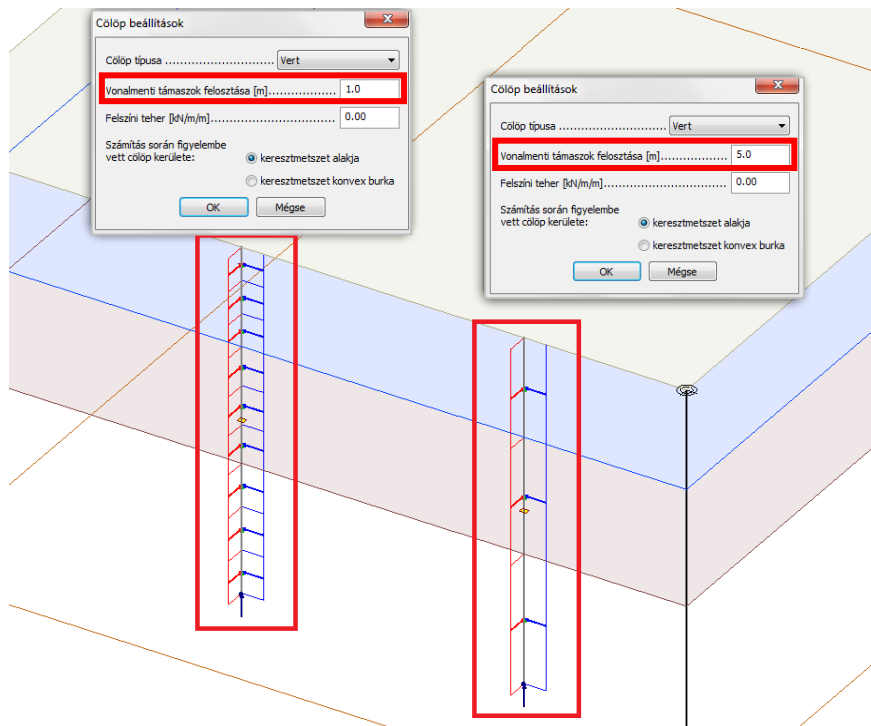 Cölöp beállítások
Cölöp típusa ............................ Vert
Vonalmenti támaszok felosztása [m].................. 1.0
Felszíni teher [kN/m/m]................................. 0.00
Számítás során figyelembe
vett cölöp kerülete:
keresztmetszet alakja
keresztmetszet konvex burka
OK Mégse
Cölöp beállítások
Cölöp típusa ............................ Vert
Vonalmenti támaszok felosztása [m].................. 5.0
Felszíni teher [kN/m/m]................................. 0.00
Számítás során figyelembe
vett cölöp kerülete:
keresztmetszet alakja
keresztmetszet konvex burka
OK Mégse